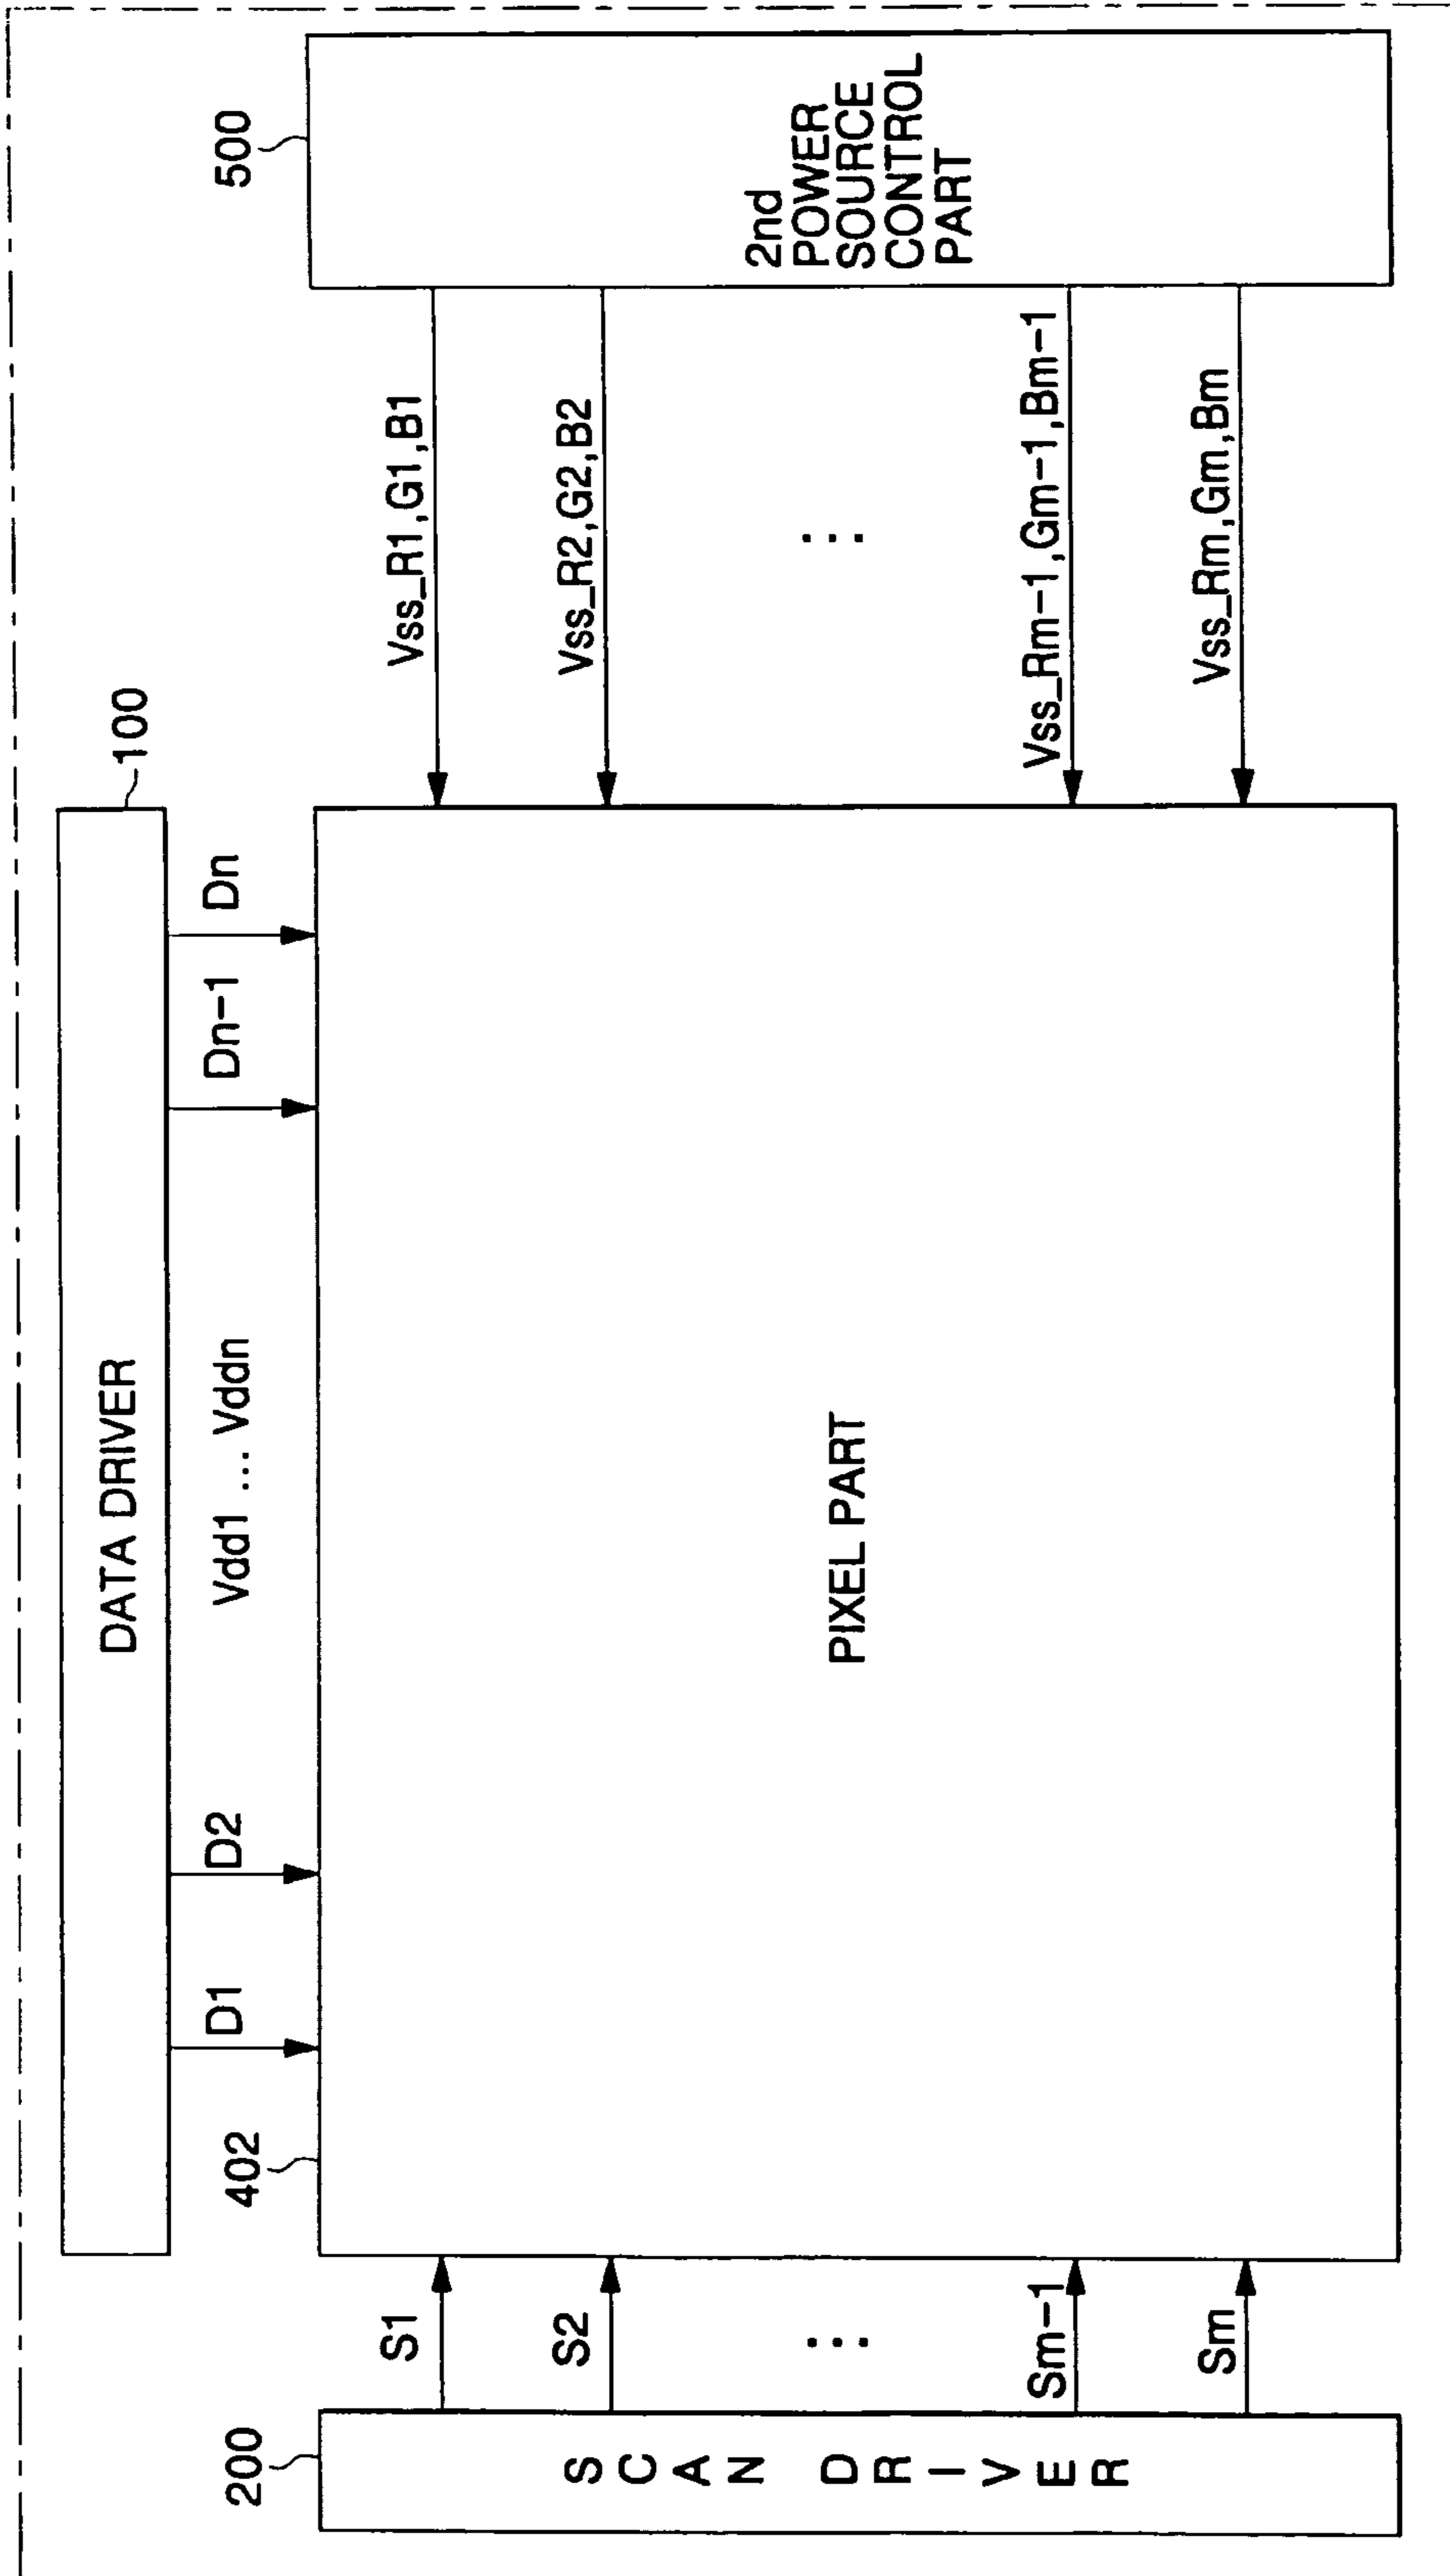 100
DATA DRIVER
D1
D2
Vdd1 ... Vddn
Dn-1
Dn
200
SCAN DRIVER
S1
S2
...
Sm-1
Sm
402
PIXEL PART
500
2nd
POWER
SOURCE
CONTROL
PART
Vss_R1,G1,B1
Vss_R2,G2,B2
...
Vss_Rm-1,Gm-1,Bm-1
Vss_Rm,Gm,Bm